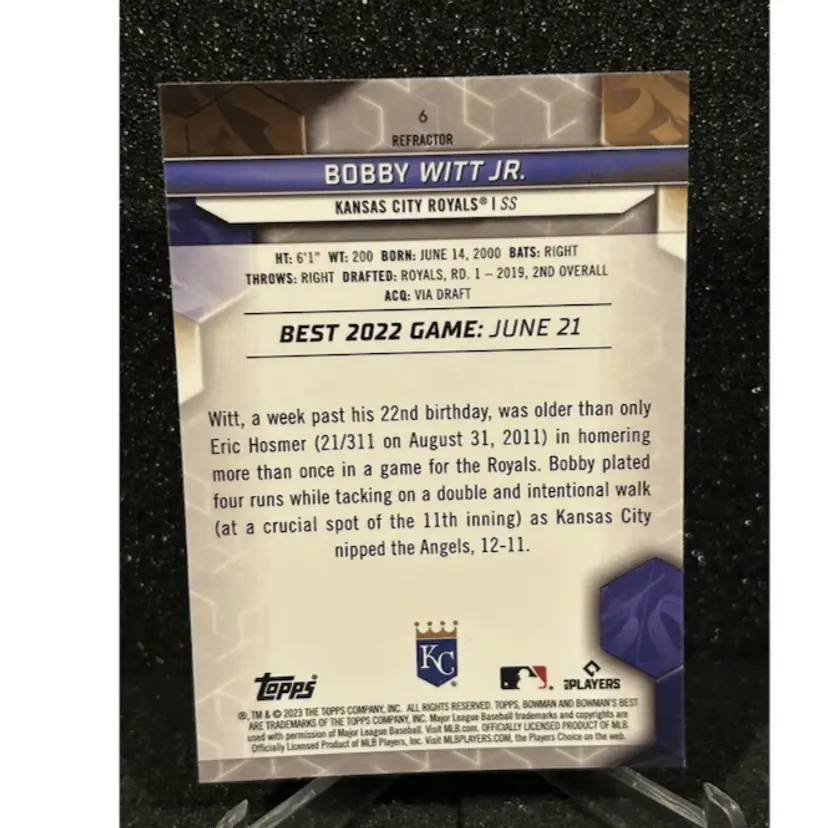 6
REFRACTOR
BOBBY WITT JR.
KANSAS CITY ROYALS® | SS
HT: 6'1" WT: 200 BORN: JUNE 14, 2000 BATS: RIGHT
THROWS: RIGHT DRAFTED: ROYALS, RD. 1 – 2019, 2ND OVERALL
ACQ: VIA DRAFT
BEST 2022 GAME: JUNE 21
Witt, a week past his 22nd birthday, was older than only
Eric Hosmer (21/311 on August 31, 2011) in homering
more than once in a game for the Royals. Bobby plated
four runs while tacking on a double and intentional walk
(at a crucial spot of the 11th inning) as Kansas City
nipped the Angels, 12-11.
KC
Topps
MLB PLAYERS
®, TM & © 2023 THE TOPPS COMPANY, INC. ALL RIGHTS RESERVED. TOPPS, BOWMAN AND BOWMAN'S BEST
ARE TRADEMARKS OF THE TOPPS COMPANY, INC. Major League Baseball trademarks and copyrights are
used with permission of Major League Baseball. Visit MLB.com. OFFICIALLY LICENSED PRODUCT OF MLB
Officially Licensed Product of MLB Players, Inc. Visit MLBPLAYERS.COM, the Players Choice on the web.